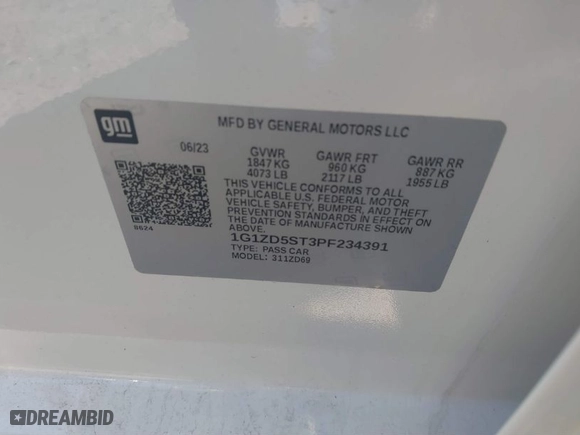 gm
MFD BY GENERAL MOTORS LLC
06/23
GVWR GAWR FRT GAWR RR
1847 KG 960 KG 887 KG
4073 LB 2117 LB 1955 LB
THIS VEHICLE CONFORMS TO ALL
APPLICABLE U.S. FEDERAL MOTOR
VEHICLE SAFETY, BUMPER, AND THEFT
PREVENTION STANDARDS IN EFFECT ON
THE DATE OF MANUFACTURE SHOWN
ABOVE.
8624
1G1ZD5ST3PF234391
TYPE: PASS CAR
MODEL: 311ZD69
DREAMBID